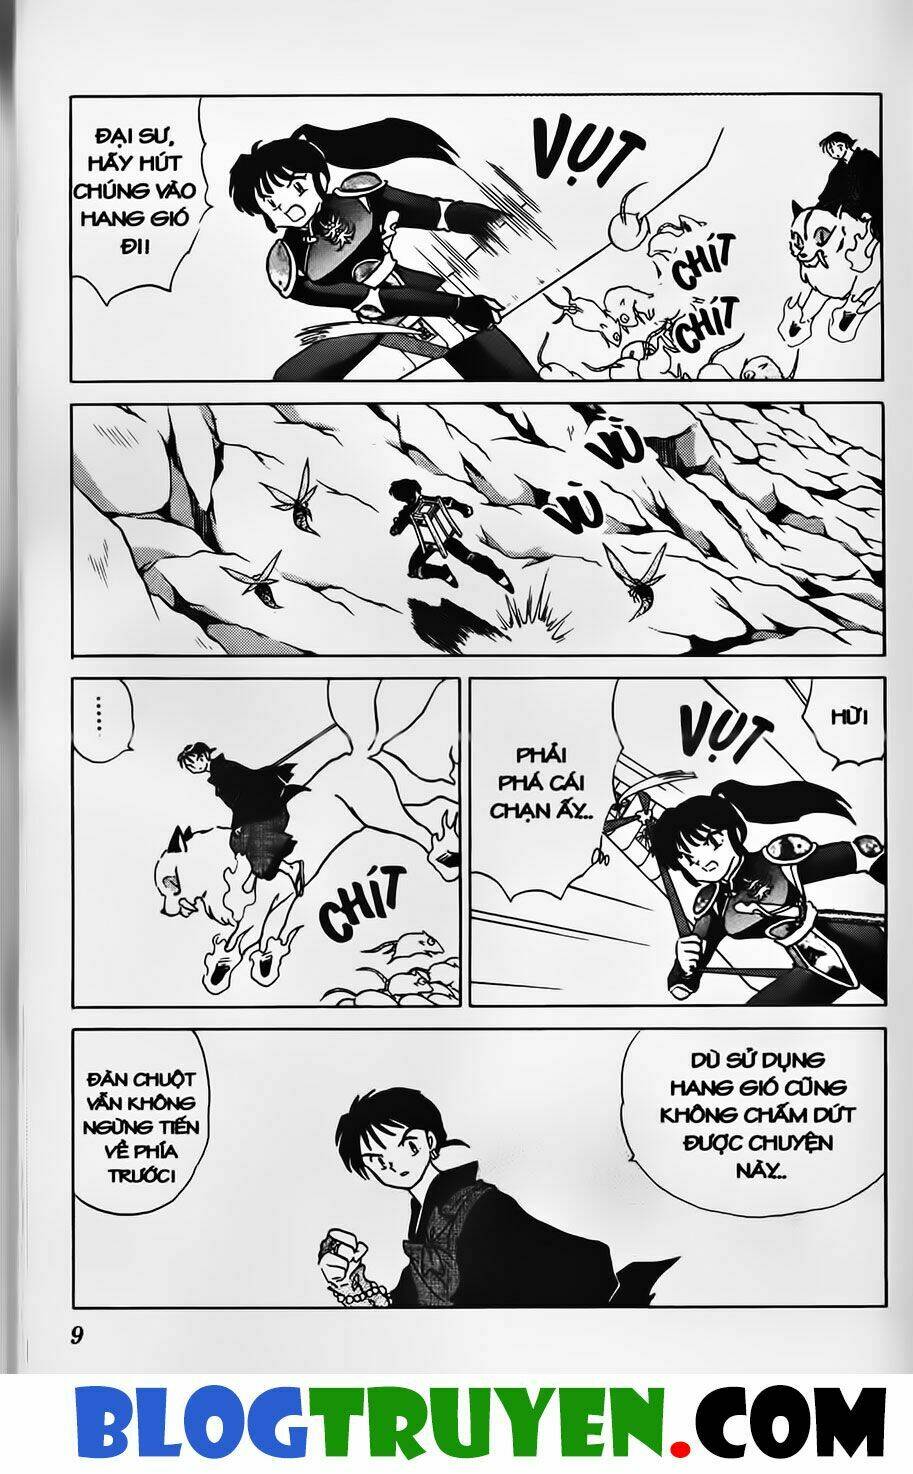 ĐẠI SƯ,
HÃY HÚT
CHÚNG VÀO
HANG GIÓ
ĐI!
VỤT
CHÍT
CHÍT
VÙ
VÙ
HỪ!
VỤT
PHẢI
PHÁ CÁI
CHẠN ẤY...
......
CHÍT
DÙ SỬ DỤNG
HANG GIÓ CŨNG
KHÔNG CHẤM DỨT
ĐƯỢC CHUYỆN
NÀY...
ĐÀN CHUỘT
VẪN KHÔNG
NGỪNG TIẾN
VỀ PHÍA
TRƯỚC!
9
BLOGTRUYEN.COM